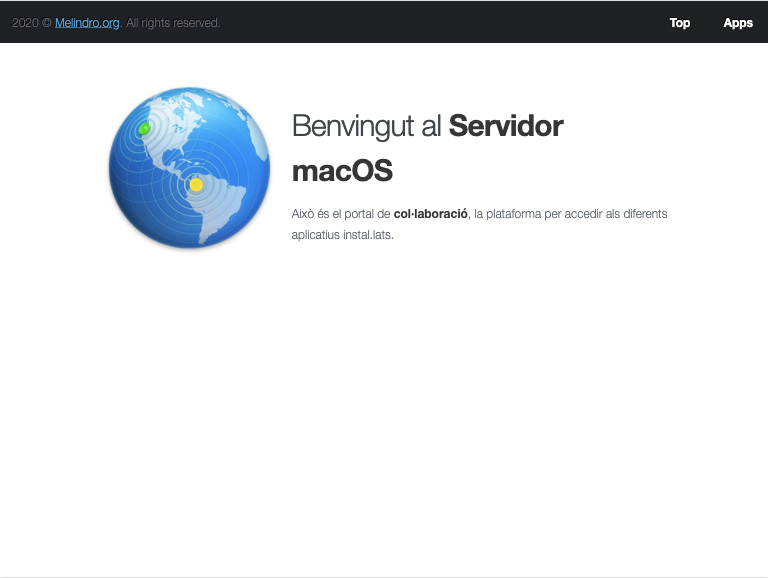 2020 © Melindro.org. All rights reserved.
Top
Apps
Benvingut al Servidor
macOS
Això és el portal de col·laboració, la plataforma per accedir als diferents
aplicatius instal.lats.